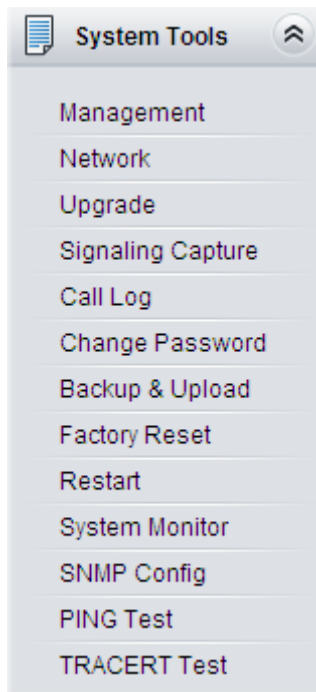 System Tools
Management
Network
Upgrade
Signaling Capture
Call Log
Change Password
Backup & Upload
Factory Reset
Restart
System Monitor
SNMP Config
PING Test
TRACERT Test